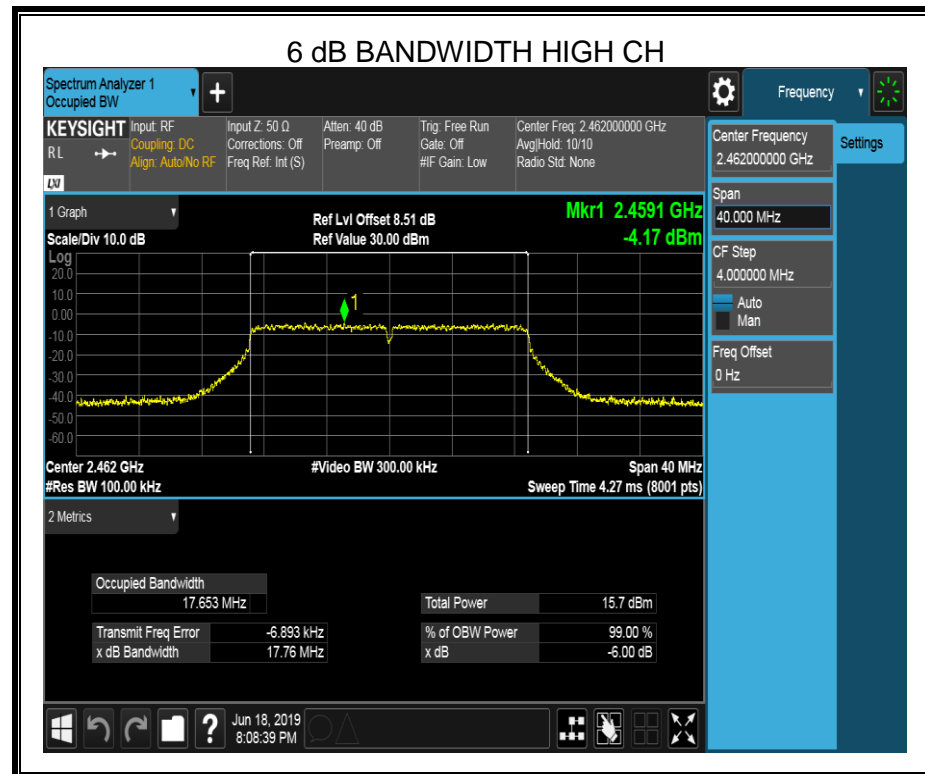 6 dB BANDWIDTH HIGH CH
Spectrum Analyzer 1
Occupied BW
+
Frequency
KEYSIGHT
RL
LXI
Input: RF
Coupling: DC
Align: Auto/No RF
Input Z: 50 Ω
Corrections: Off
Freq Ref: Int (S)
Atten: 40 dB
Preamp: Off
Trig: Free Run
Gate: Off
#IF Gain: Low
Center Freq: 2.462000000 GHz
Avg|Hold: 10/10
Radio Std: None
Center Frequency
2.462000000 GHz
Settings
Span
40.000 MHz
CF Step
4.000000 MHz
Auto
Man
Freq Offset
0 Hz
1 Graph
Scale/Div 10.0 dB
Ref Lvl Offset 8.51 dB
Ref Value 30.00 dBm
Mkr1 2.4591 GHz
-4.17 dBm
Log
20.0
10.0
0.00
-10.0
-20.0
-30.0
-40.0
-50.0
-60.0
1
Center 2.462 GHz
#Res BW 100.00 kHz
#Video BW 300.00 kHz
Span 40 MHz
Sweep Time 4.27 ms (8001 pts)
2 Metrics
Occupied Bandwidth
17.653 MHz
Total Power 15.7 dBm
Transmit Freq Error -6.893 kHz
% of OBW Power 99.00 %
x dB Bandwidth 17.76 MHz
x dB -6.00 dB
?
Jun 18, 2019
8:08:39 PM